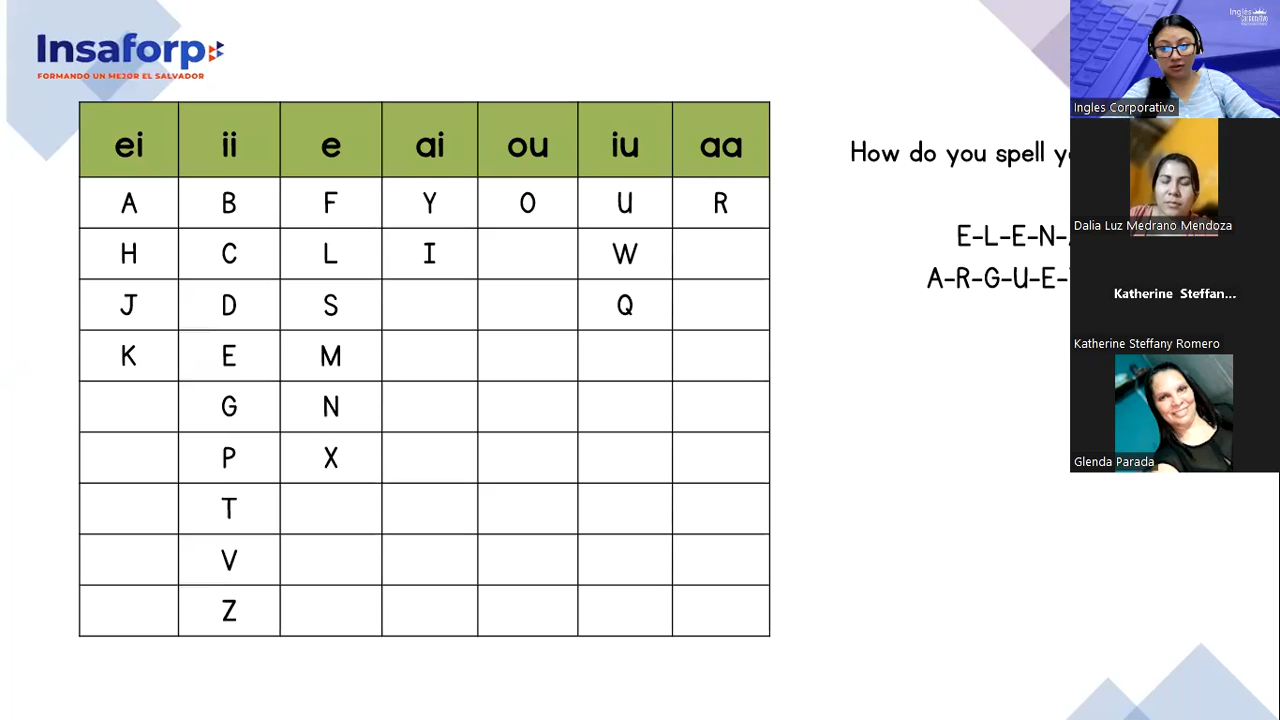 Insaforp
FORMANDO UN MEJOR EL SALVADOR
ei ii e ai ou iu aa
A B F Y O U R
H C L I W
J D S Q
K E M
G N
P X
T
V
Z
How do you spell
E-L-E-N-
A-R-G-U-E-
Ingles Corporativo
Dalia Luz Medrano Mendoza
Katherine Steffan...
Katherine Steffany Romero
Glenda Parada